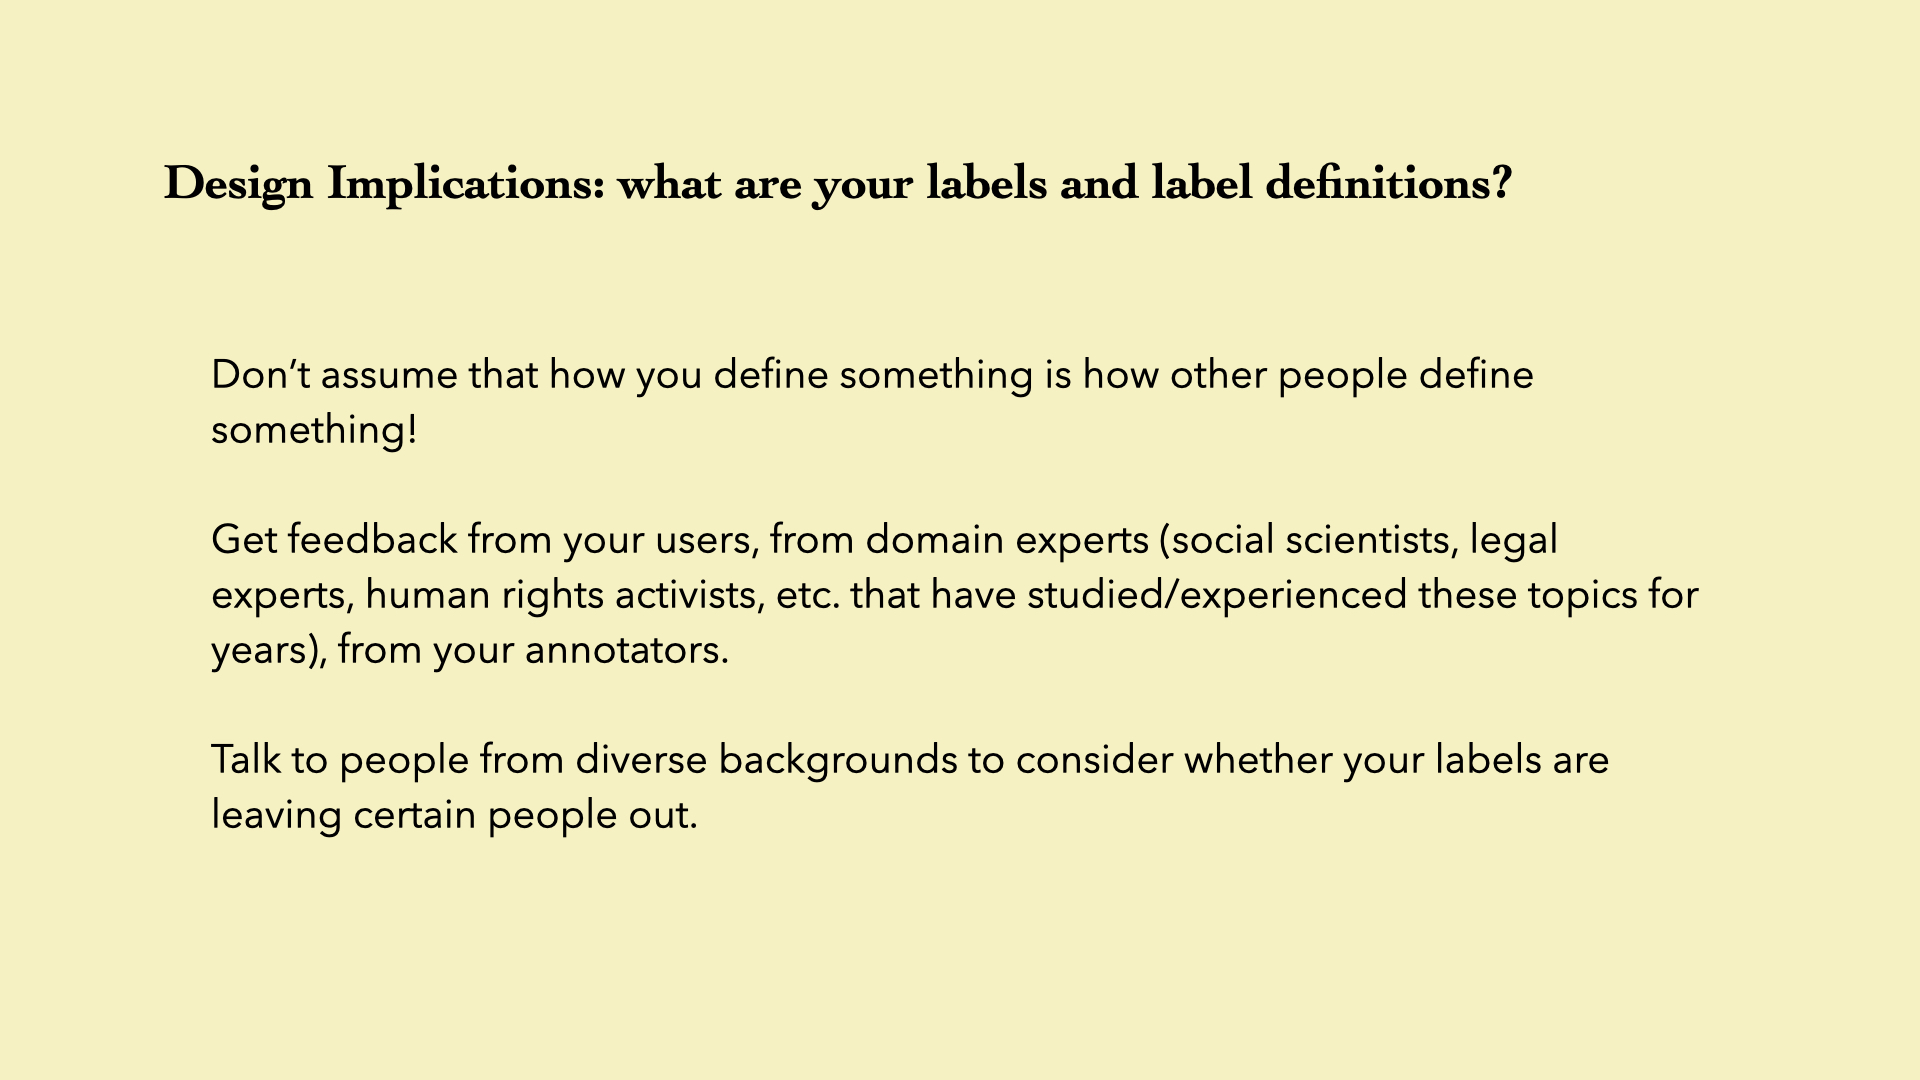 Design Implications: what are your labels and label definitions?
Don’t assume that how you define something is how other people define
something!
Get feedback from your users, from domain experts (social scientists, legal
experts, human rights activists, etc. that have studied/experienced these topics for
years), from your annotators.
Talk to people from diverse backgrounds to consider whether your labels are
leaving certain people out.